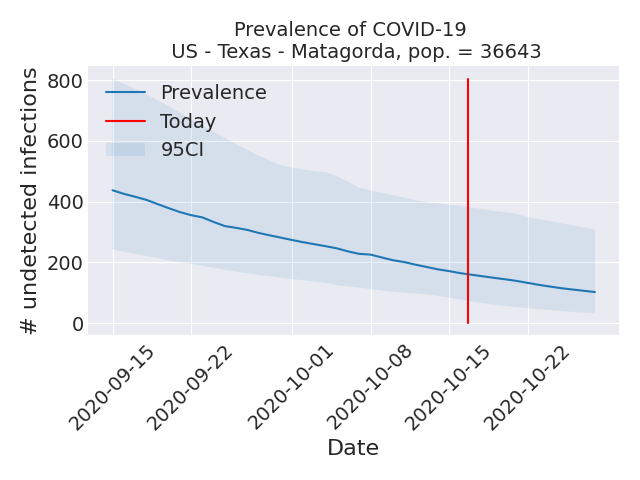 Prevalence of COVID-19
US - Texas - Matagorda, pop. = 36643
# undetected infections
800
600
400
200
0
Prevalence
Today
95CI
2020-09-15
2020-09-22
2020-10-01
2020-10-08
2020-10-15
2020-10-22
Date